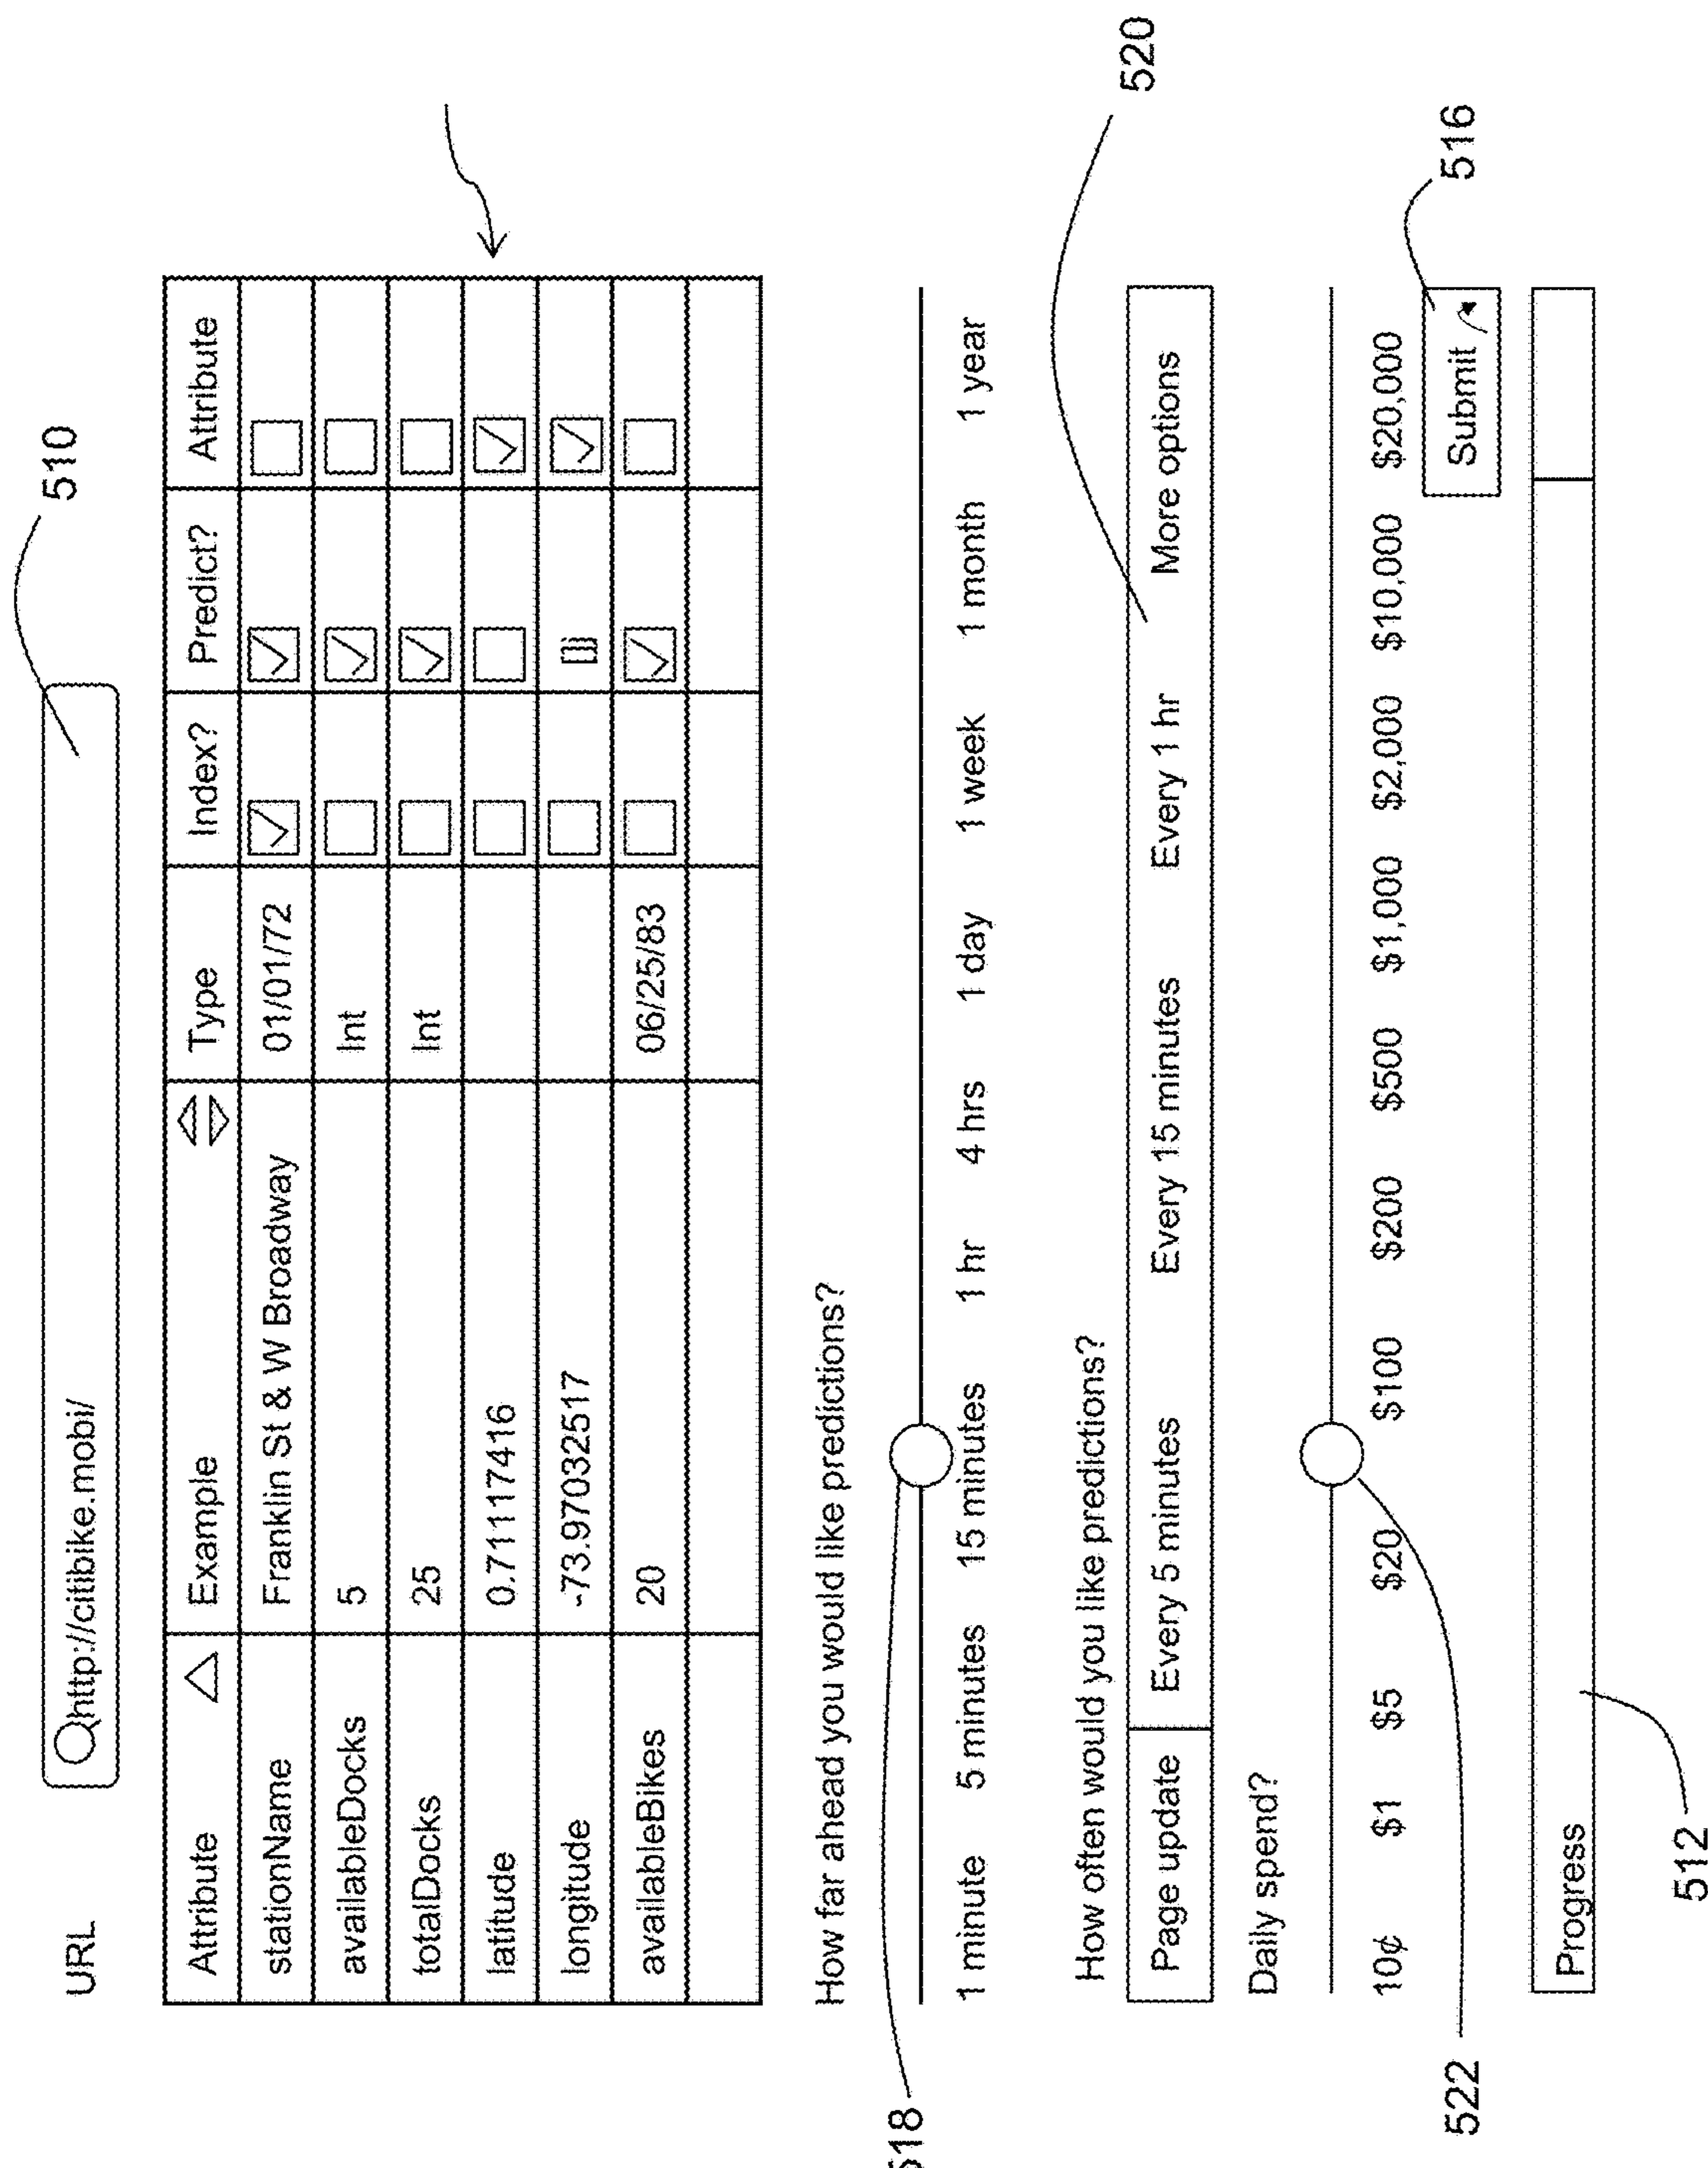 510
URL http://citibike.mobi/
Attribute Example Type Index? Predict? Attribute
stationName Franklin St & W Broadway 01/01/72
availableDocks 5 Int
totalDocks 25 Int
latitude 0.711117416
longitude -73.97032517
availableBikes 20 06/25/83
How far ahead you would like predictions?
518
1 minute 5 minutes 15 minutes 1 hr 4 hrs 1 day 1 week 1 month 1 year
How often would you like predictions?
520
Page update Every 5 minutes Every 15 minutes Every 1 hr More options
Daily spend?
522
10¢ $1 $5 $20 $100 $200 $500 $1,000 $2,000 $10,000 $20,000
Submit
516
Progress
512